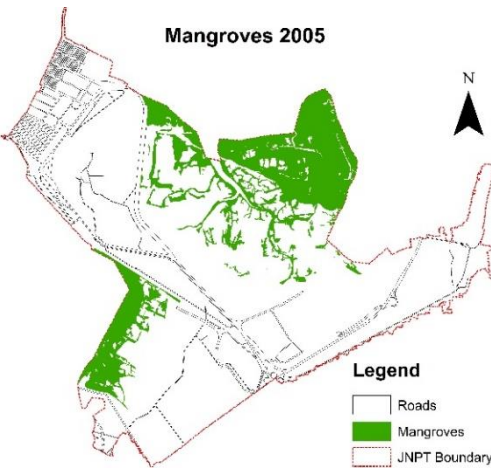 Mangroves 2005
N
Legend
Roads
Mangroves
JNPT Boundary